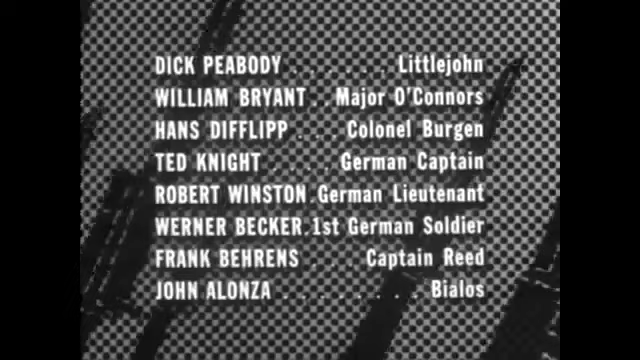 DICK PEABODY . . . . . . Littlejohn
WILLIAM BRYANT . . Major O'Connors
HANS DIFFLIPP . . . Colonel Burgen
TED KNIGHT . . . . German Captain
ROBERT WINSTON . German Lieutenant
WERNER BECKER . 1st German Soldier
FRANK BEHRENS . . . Captain Reed
JOHN ALONZA . . . . . . . . Bialos